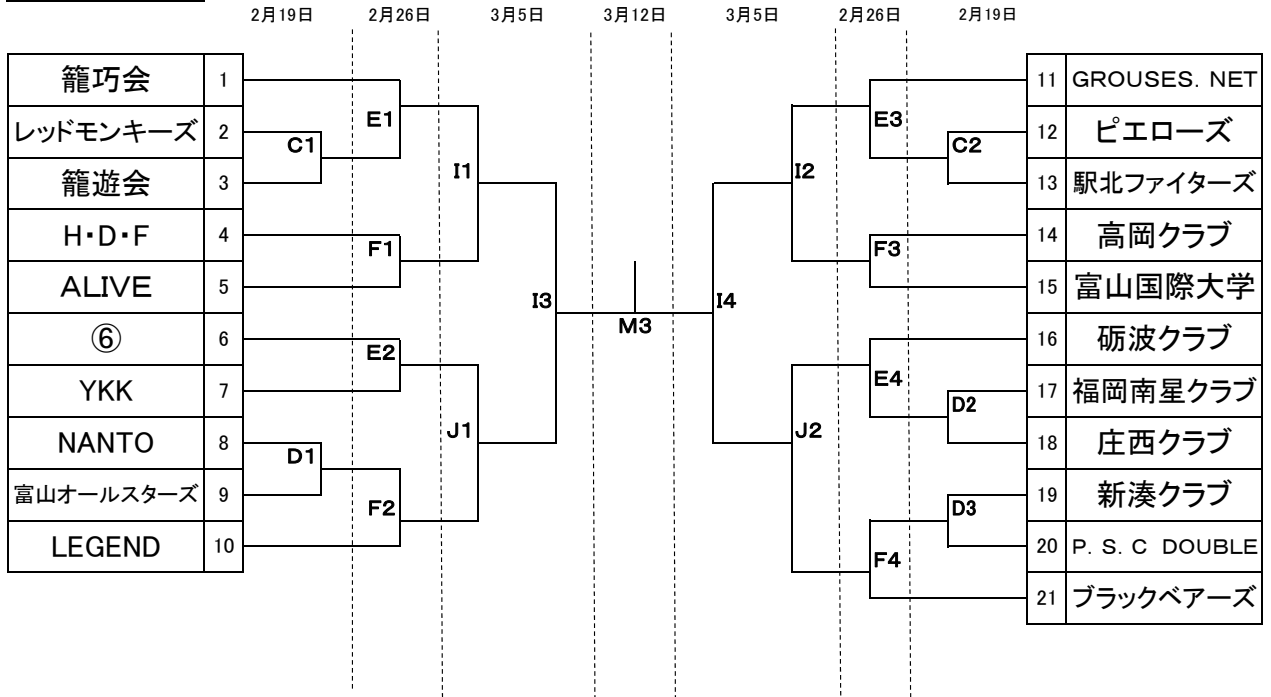 2月19日 2月26日 3月5日 3月12日 3月5日 2月26日 2月19日
籠巧会 1
レッドモンキーズ 2
籠遊会 3
H・D・F 4
ALIVE 5
⑥ 6
YKK 7
NANTO 8
富山オールスターズ 9
LEGEND 10
C1
D1
E1
F1
E2
F2
I1
J1
I3
M3
I4
I2
J2
E3
F3
E4
F4
C2
D2
D3
11 GROUSES. NET
12 ピエローズ
13 駅北ファイターズ
14 高岡クラブ
15 富山国際大学
16 砺波クラブ
17 福岡南星クラブ
18 庄西クラブ
19 新湊クラブ
20 P. S. C DOUBLE
21 ブラックベアーズ